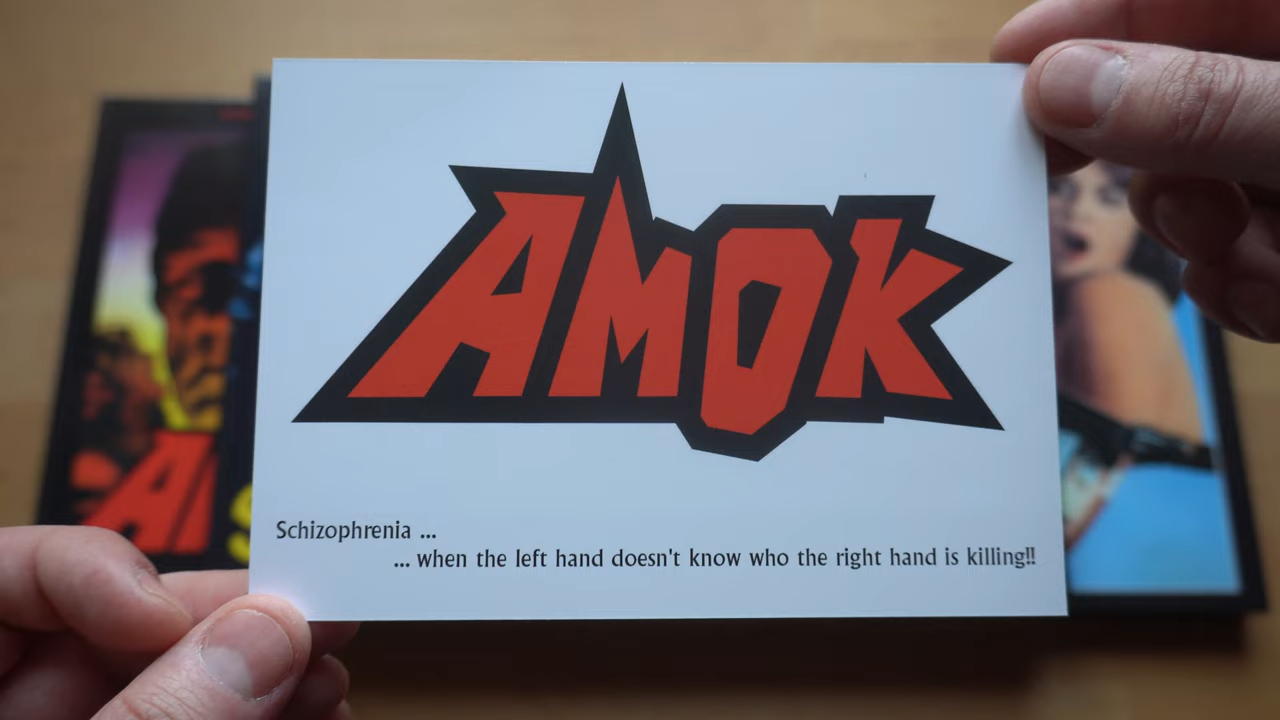 AMOK
Schizophrenia ...
... when the left hand doesn't know who the right hand is killing!!